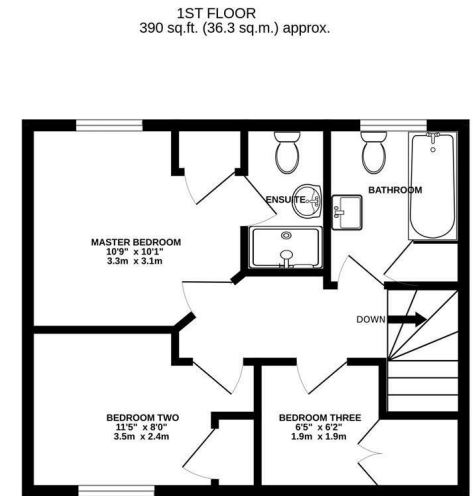 1ST FLOOR
390 sq.ft. (36.3 sq.m.) approx.
ENSUITE
BATHROOM
MASTER BEDROOM
10'9" x 10'1"
3.3m x 3.1m
DOWN
BEDROOM TWO
11'5" x 8'0"
3.5m x 2.4m
BEDROOM THREE
6'5" x 6'2"
1.9m x 1.9m